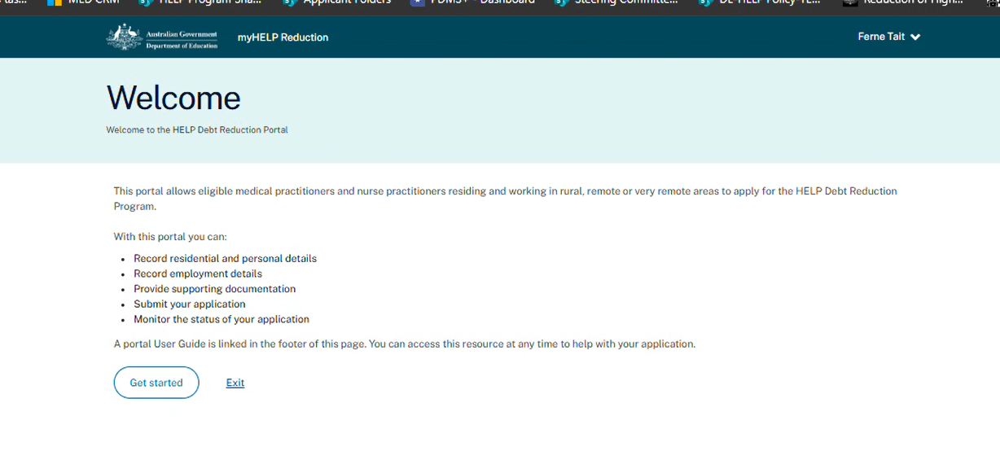 MED CRM
HELP Program Sha...
Applicant Folders
Dashboard
Steering Committe...
DE-HELP Policy-TE...
Reduction of High...
Australian Government
Department of Education
myHELP Reduction
Ferne Tait
Welcome
Welcome to the HELP Debt Reduction Portal
This portal allows eligible medical practitioners and nurse practitioners residing and working in rural, remote or very remote areas to apply for the HELP Debt Reduction
Program.
With this portal you can:
• Record residential and personal details
• Record employment details
• Provide supporting documentation
• Submit your application
• Monitor the status of your application
A portal User Guide is linked in the footer of this page. You can access this resource at any time to help with your application.
Get started
Exit